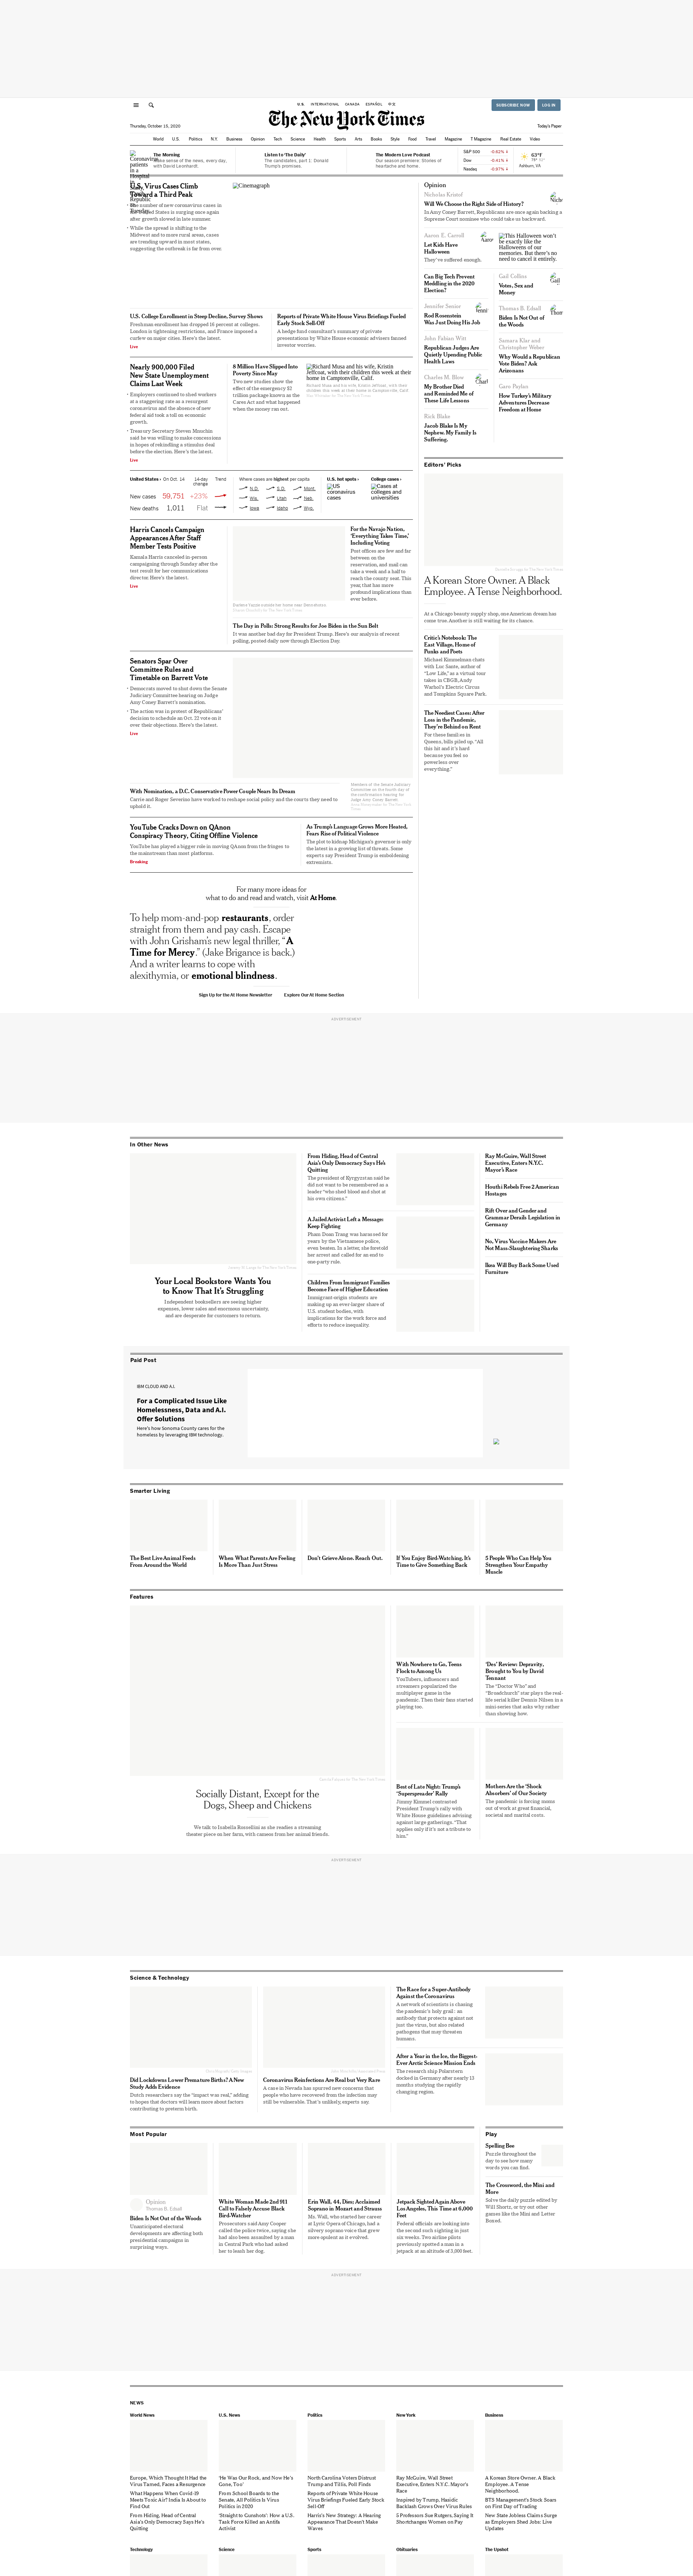 U.S. INTERNATIONAL CANADA ESPAÑOL 中文
SUBSCRIBE NOW LOG IN
The New York Times
Thursday, October 15, 2020
Today's Paper
World U.S. Politics N.Y. Business Opinion Tech Science Health Sports Arts Books Style Food Travel Magazine T Magazine Real Estate Video
The Morning
Make sense of the news, every day, with David Leonhardt.
Listen to 'The Daily'
The candidates, part 1: Donald Trump's promises.
The Modern Love Podcast
Our season premiere: Stories of heartache and home.
S&P 500 -0.62% ↓
Dow -0.41% ↓
Nasdaq -0.97% ↓
63°F
Ashburn, VA
U.S. Virus Cases Climb
Toward a Third Peak
The number of new coronavirus cases in the United States is surging once again after growth slowed in late summer.
While the spread is shifting to the Midwest and to more rural areas, cases are trending upward in most states, suggesting the outbreak is far from over.
Cinemagraph
U.S. College Enrollment in Steep Decline, Survey Shows
Freshman enrollment has dropped 16 percent at colleges. London is tightening restrictions, and France imposed a curfew on major cities. Here's the latest.
Live
Reports of Private White House Virus Briefings Fueled Early Stock Sell-Off
A hedge fund consultant's summary of private presentations by White House economic advisers fanned investor worries.
Nearly 900,000 Filed
New State Unemployment
Claims Last Week
Employers continued to shed workers at a staggering rate as a resurgent coronavirus and the absence of new federal aid took a toll on economic growth.
Treasury Secretary Steven Mnuchin said he was willing to make concessions in hopes of rekindling a stimulus deal before the election. Here's the latest.
Live
8 Million Have Slipped Into Poverty Since May
Two new studies show the effect of the emergency $2 trillion package known as the Cares Act and what happened when the money ran out.
Richard Musa and his wife, Kristin Jeffcoat, with their children this week at their home in Camptonville, Calif.
United States › On Oct. 14 14-day change Trend
New cases 59,751 +23%
New deaths 1,011 Flat
Where cases are highest per capita
N.D. S.D. Mont.
Wis. Utah Neb.
Iowa Idaho Wyo.
U.S. hot spots ›
US coronavirus cases
College cases ›
Cases at colleges and universities
Harris Cancels Campaign
Appearances After Staff
Member Tests Positive
Kamala Harris canceled in-person campaigning through Sunday after the test result for her communications director. Here's the latest.
Live
For the Navajo Nation, 'Everything Takes Time,' Including Voting
Post offices are few and far between on the reservation, and mail can take a week and a half to reach the county seat. This year, that has more profound implications than ever before.
The Day in Polls: Strong Results for Joe Biden in the Sun Belt
It was another bad day for President Trump. Here's our analysis of recent polling, posted daily now through Election Day.
Senators Spar Over
Committee Rules and
Timetable on Barrett Vote
Democrats moved to shut down the Senate Judiciary Committee hearing on Judge Amy Coney Barrett's nomination.
The action was in protest of Republicans' decision to schedule an Oct. 22 vote on it over their objections. Here's the latest.
Live
Members of the Senate Judiciary Committee on the fourth day of the confirmation hearing for Judge Amy Coney Barrett.
With Nomination, a D.C. Conservative Power Couple Nears Its Dream
Carrie and Roger Severino have worked to reshape social policy and the courts they need to uphold it.
YouTube Cracks Down on QAnon
Conspiracy Theory, Citing Offline Violence
YouTube has played a bigger role in moving QAnon from the fringes to the mainstream than most platforms.
Breaking
As Trump's Language Grows More Heated, Fears Rise of Political Violence
The plot to kidnap Michigan's governor is only the latest in a growing list of threats. Some experts say President Trump is emboldening extremists.
For many more ideas for
what to do and read and watch, visit At Home.
To help mom-and-pop restaurants, order straight from them and pay cash. Escape with John Grisham's new legal thriller, "A Time for Mercy." (Jake Brigance is back.) And a writer learns to cope with alexithymia, or emotional blindness.
Sign Up for the At Home Newsletter Explore Our At Home Section
Opinion
Nicholas Kristof
Will We Choose the Right Side of History?
In Amy Coney Barrett, Republicans are once again backing a Supreme Court nominee who could take us backward.
Aaron E. Carroll
Let Kids Have Halloween
They've suffered enough.
This Halloween won't be exactly like the Halloweens of our memories. But there's no need to cancel it entirely.
Can Big Tech Prevent Meddling in the 2020 Election?
Gail Collins
Votes, Sex and Money
Jennifer Senior
Rod Rosenstein Was Just Doing His Job
Thomas B. Edsall
Biden Is Not Out of the Woods
John Fabian Witt
Republican Judges Are Quietly Upending Public Health Laws
Samara Klar and Christopher Weber
Why Would a Republican Vote Biden? Ask Arizonans
Charles M. Blow
My Brother Died and Reminded Me of These Life Lessons
Gavs Paylan
How Turkey's Military Adventures Decrease Freedom at Home
Rick Blake
Jacob Blake Is My Nephew. My Family Is Suffering.
Editors' Picks
A Korean Store Owner. A Black Employee. A Tense Neighborhood.
At a Chicago beauty supply shop, one American dream has come true. Another is still waiting for its chance.
Critic's Notebook: The East Village, Home of Punks and Poets
Michael Kimmelman chats with Luc Sante, author of "Low Life," as a virtual tour takes in CBGB, Andy Warhol's Electric Circus and Tompkins Square Park.
The Neediest Cases: After Loss in the Pandemic, They're Behind on Rent
For these families in Queens, bills piled up. "All this hit and it's hard because you feel so powerless over everything."
ADVERTISEMENT
In Other News
Your Local Bookstore Wants You
to Know That It's Struggling
Independent booksellers are seeing higher expenses, lower sales and enormous uncertainty, and are desperate for customers to return.
From Hiding, Head of Central Asia's Only Democracy Says He's Quitting
The president of Kyrgyzstan said he did not want to be remembered as a leader "who shed blood and shot at his own citizens."
A Jailed Activist Left a Message: Keep Fighting
Pham Doan Trang was harassed for years by the Vietnamese police, even beaten. In a letter, she foretold her arrest and called for an end to one-party rule.
Children From Immigrant Families Become Face of Higher Education
Immigrant-origin students are making up an ever-larger share of U.S. student bodies, with implications for the work force and efforts to reduce inequality.
Ray McGuire, Wall Street Executive, Enters N.Y.C. Mayor's Race
Houthi Rebels Free 2 American Hostages
Rift Over and Gender and Grammar Derails Legislation in Germany
No, Virus Vaccine Makers Are Not Mass-Slaughtering Sharks
Ikea Will Buy Back Some Used Furniture
Paid Post
IBM CLOUD AND A.I.
For a Complicated Issue Like Homelessness, Data and A.I. Offer Solutions
Here's how Sonoma County cares for the homeless by leveraging IBM technology.
Smarter Living
The Best Live Animal Feeds From Around the World
When What Parents Are Feeling Is More Than Just Stress
Don't Grieve Alone. Reach Out.
If You Enjoy Bird-Watching, It's Time to Give Something Back
5 People Who Can Help You Strengthen Your Empathy Muscle
Features
Socially Distant, Except for the
Dogs, Sheep and Chickens
We talk to Isabella Rossellini as she readies a streaming theater piece on her farm, with cameos from her animal friends.
With Nowhere to Go, Teens Flock to Among Us
YouTubers, influencers and streamers popularized the multiplayer game in the pandemic. Then their fans started playing too.
'Des' Review: Depravity, Brought to You by David Tennant
The "Doctor Who" and "Broadchurch" star plays the real-life serial killer Dennis Nilsen in a mini-series that asks why rather than showing how.
Best of Late Night: Trump's 'Superspreader' Rally
Jimmy Kimmel contrasted President Trump's rally with White House guidelines advising against large gatherings. "That applies only if it's not a tribute to him."
Mothers Are the 'Shock Absorbers' of Our Society
The pandemic is forcing moms out of work at great financial, societal and marital costs.
ADVERTISEMENT
Science & Technology
Did Lockdowns Lower Premature Births? A New Study Adds Evidence
Dutch researchers say the "impact was real," adding to hopes that doctors will learn more about factors contributing to preterm birth.
Coronavirus Reinfections Are Real but Very Rare
A case in Nevada has spurred new concerns that people who have recovered from the infection may still be vulnerable. That's unlikely, experts say.
The Race for a Super-Antibody Against the Coronavirus
A network of scientists is chasing the pandemic's holy grail: an antibody that protects against not just the virus, but also related pathogens that may threaten humans.
After a Year in the Ice, the Biggest-Ever Arctic Science Mission Ends
The research ship Polarstern docked in Germany after nearly 13 months studying the rapidly changing region.
Most Popular
Opinion
Thomas B. Edsall
Biden Is Not Out of the Woods
Unanticipated electoral developments are affecting both presidential campaigns in surprising ways.
White Woman Made 2nd 911 Call to Falsely Accuse Black Bird-Watcher
Prosecutors said Amy Cooper called the police twice, saying she had also been assaulted by a man in Central Park who had asked her to leash her dog.
Erin Wall, 44, Dies; Acclaimed Soprano in Mozart and Strauss
Ms. Wall, who started her career at Lyric Opera of Chicago, had a silvery soprano voice that grew more opulent as it evolved.
Jetpack Sighted Again Above Los Angeles, This Time at 6,000 Feet
Federal officials are looking into the second such sighting in just six weeks. Two airline pilots previously spotted a man in a jetpack at an altitude of 3,000 feet.
Play
Spelling Bee
Puzzle throughout the day to see how many words you can find.
The Crossword, the Mini and More
Solve the daily puzzle edited by Will Shortz, or try out other games like the Mini and Letter Boxed.
ADVERTISEMENT
NEWS
World News
Europe, Which Thought It Had the Virus Tamed, Faces a Resurgence
What Happens When Covid-19 Meets Toxic Air? India Is About to Find Out
From Hiding, Head of Central Asia's Only Democracy Says He's Quitting
U.S. News
'He Was Our Rock, and Now He's Gone, Too'
From School Boards to the Senate, All Politics Is Virus Politics in 2020
'Straight to Gunshots': How a U.S. Task Force Killed an Antifa Activist
Politics
North Carolina Voters Distrust Trump and Tillis, Poll Finds
Reports of Private White House Virus Briefings Fueled Early Stock Sell-Off
Harris's New Strategy: A Hearing Appearance That Doesn't Make Waves
New York
Ray McGuire, Wall Street Executive, Enters N.Y.C. Mayor's Race
Inspired by Trump, Hasidic Backlash Grows Over Virus Rules
5 Professors Sue Rutgers, Saying It Shortchanges Women on Pay
Business
A Korean Store Owner. A Black Employee. A Tense Neighborhood.
BTS Management's Stock Soars on First Day of Trading
New State Jobless Claims Surge as Employers Shed Jobs: Live Updates
Technology Science Sports Obituaries The Upshot